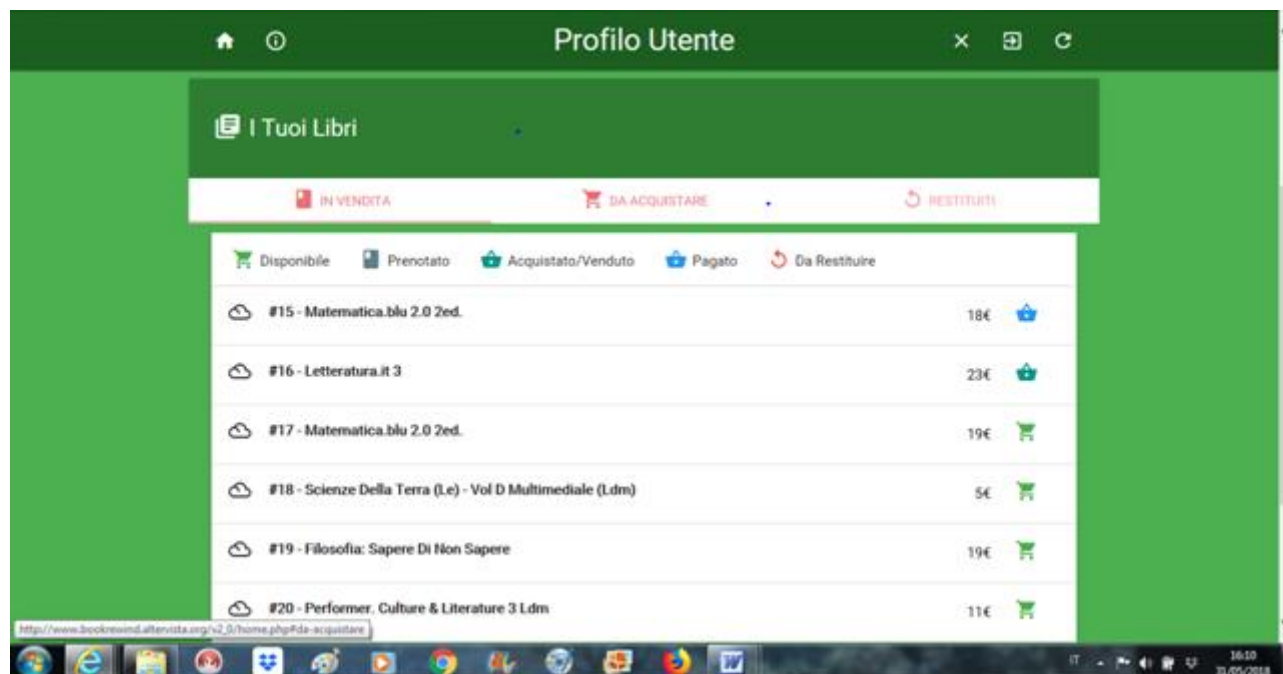 Profilo Utente
I Tuoi Libri
IN VENDITA DA ACQUISTARE RESTITUITI
Disponibile Prenotato Acquistato/Venduto Pagato Da Restituire
#15 - Matematica.blu 2.0 2ed. 18€
#16 - Letteratura.it 3 23€
#17 - Matematica.blu 2.0 2ed. 19€
#18 - Scienze Della Terra (Le) - Vol D Multimediale (Ldm) 5€
#19 - Filosofia: Sapere Di Non Sapere 19€
#20 - Performer. Culture & Literature 3 Ldm 11€
http://www.bookrewind.altervista.org/v2_0/home.php#da-acquistare
IT 16:10
31/05/2018